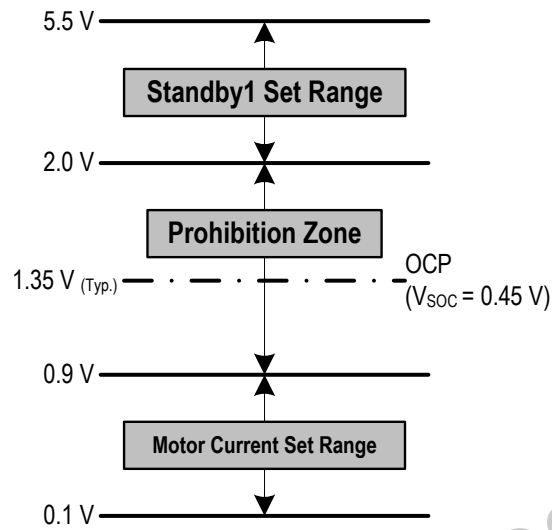 5.5 V
Standby1 Set Range
2.0 V
Prohibition Zone
1.35 V (Typ.)
OCP
(VSOC = 0.45 V)
0.9 V
Motor Current Set Range
0.1 V